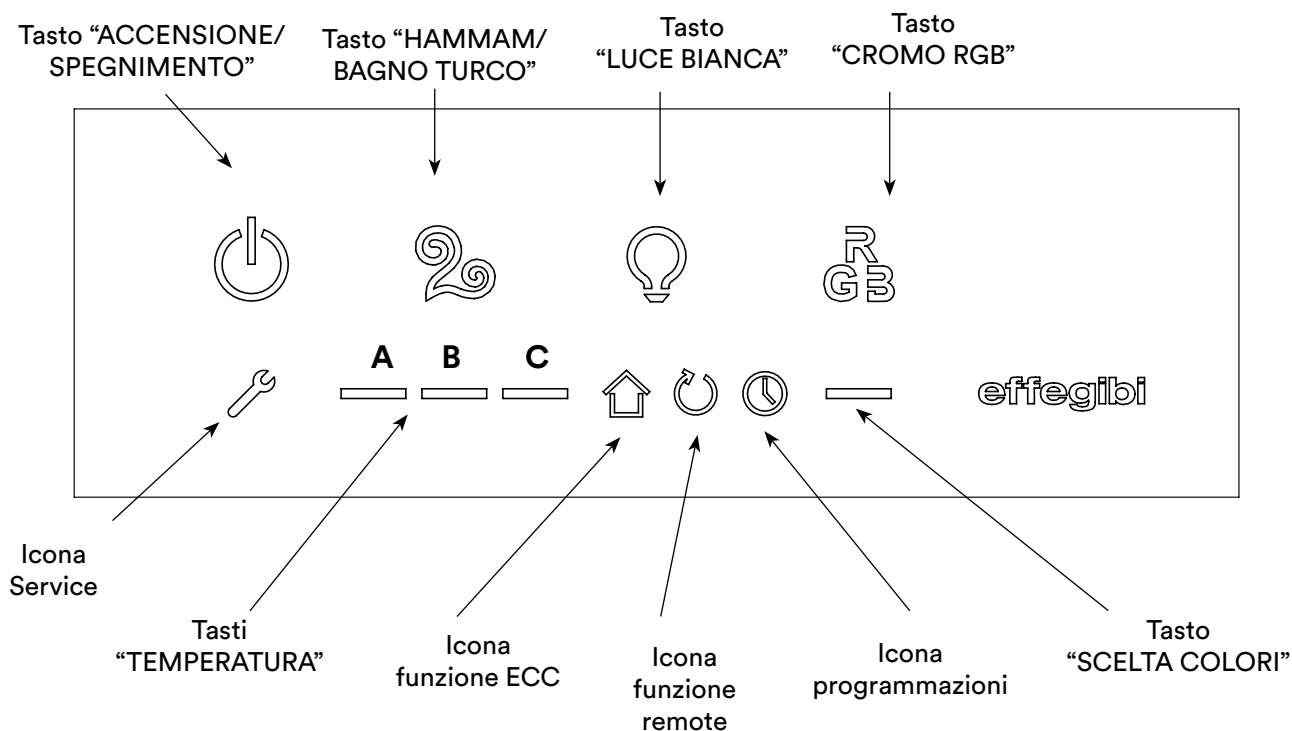 Tasto “ACCENSIONE/
SPEGNIMENTO”
Tasto “HAMMAM/
BAGNO TURCO”
Tasto
“LUCE BIANCA”
Tasto
“CROMO RGB”
R
G B
A B C
effegibi
Icona
Service
Tasti
“TEMPERATURA”
Icona
funzione ECC
Icona
funzione
remote
Icona
programmazioni
Tasto
“SCELTA COLORI”